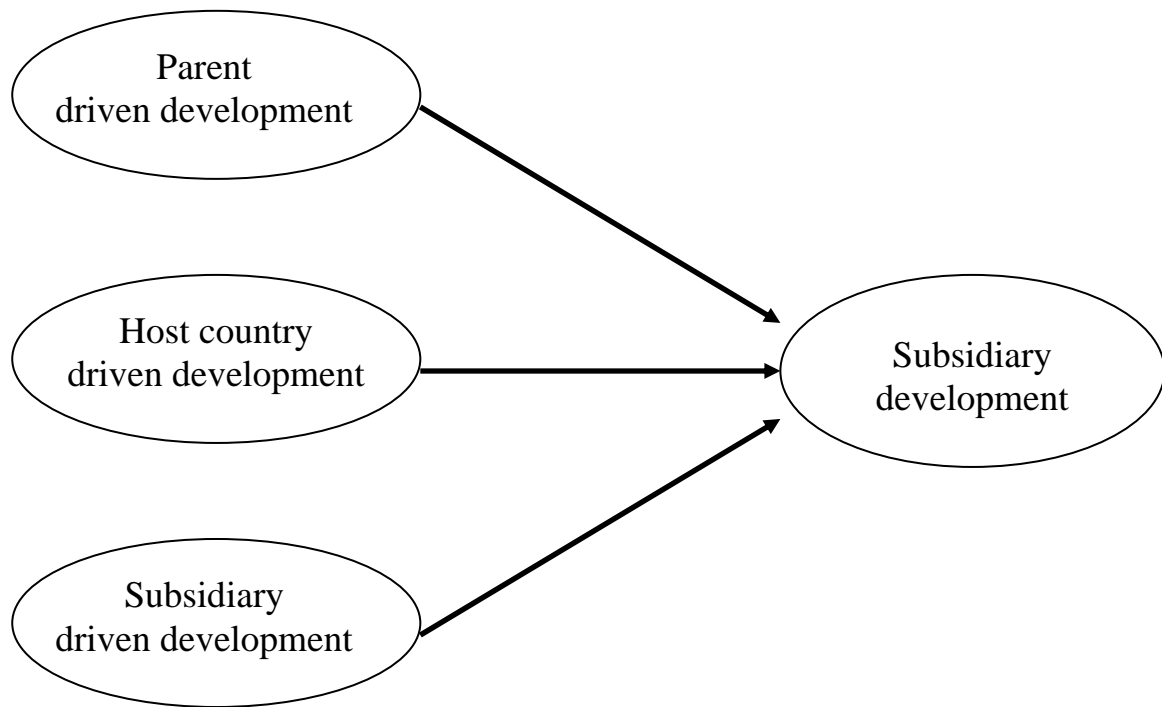 Parent
driven development
Host country
driven development
Subsidiary
development
Subsidiary
driven development